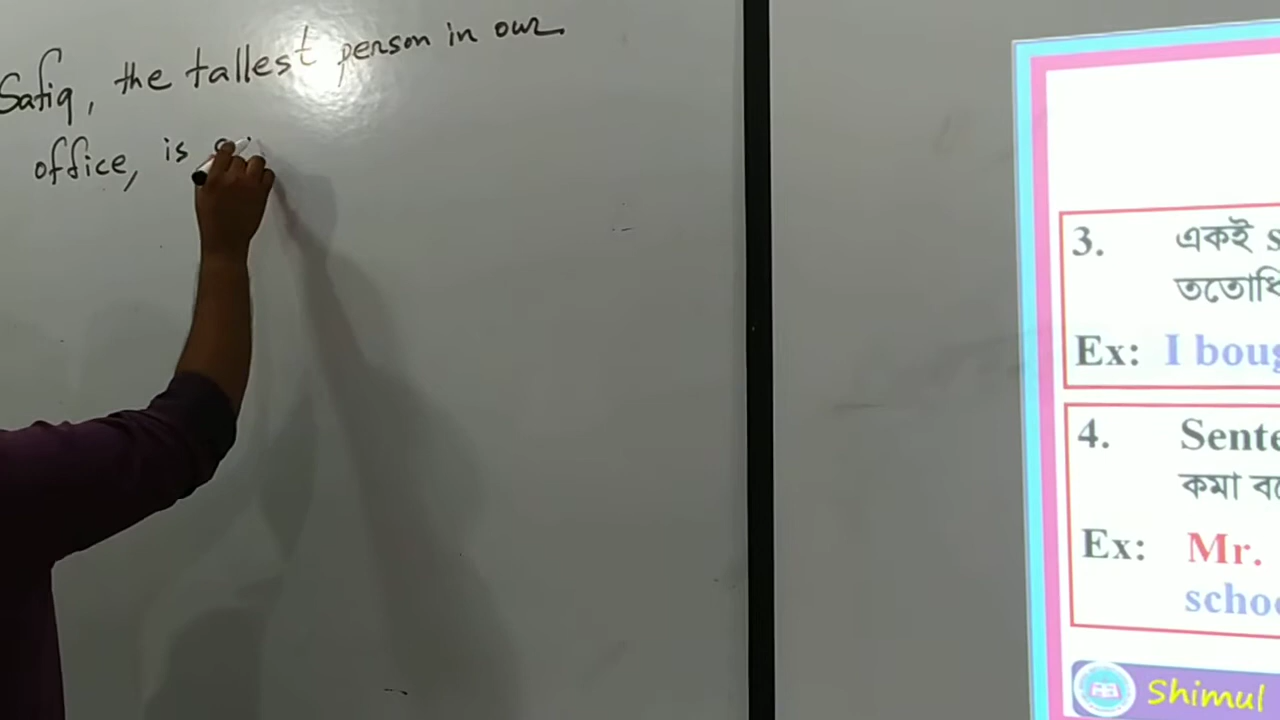 Safiq, the tallest person in our
office, is
3. একই
ততোধি
Ex: I boug
4. Sente
কমা
Ex: Mr.
schoo
Shimul